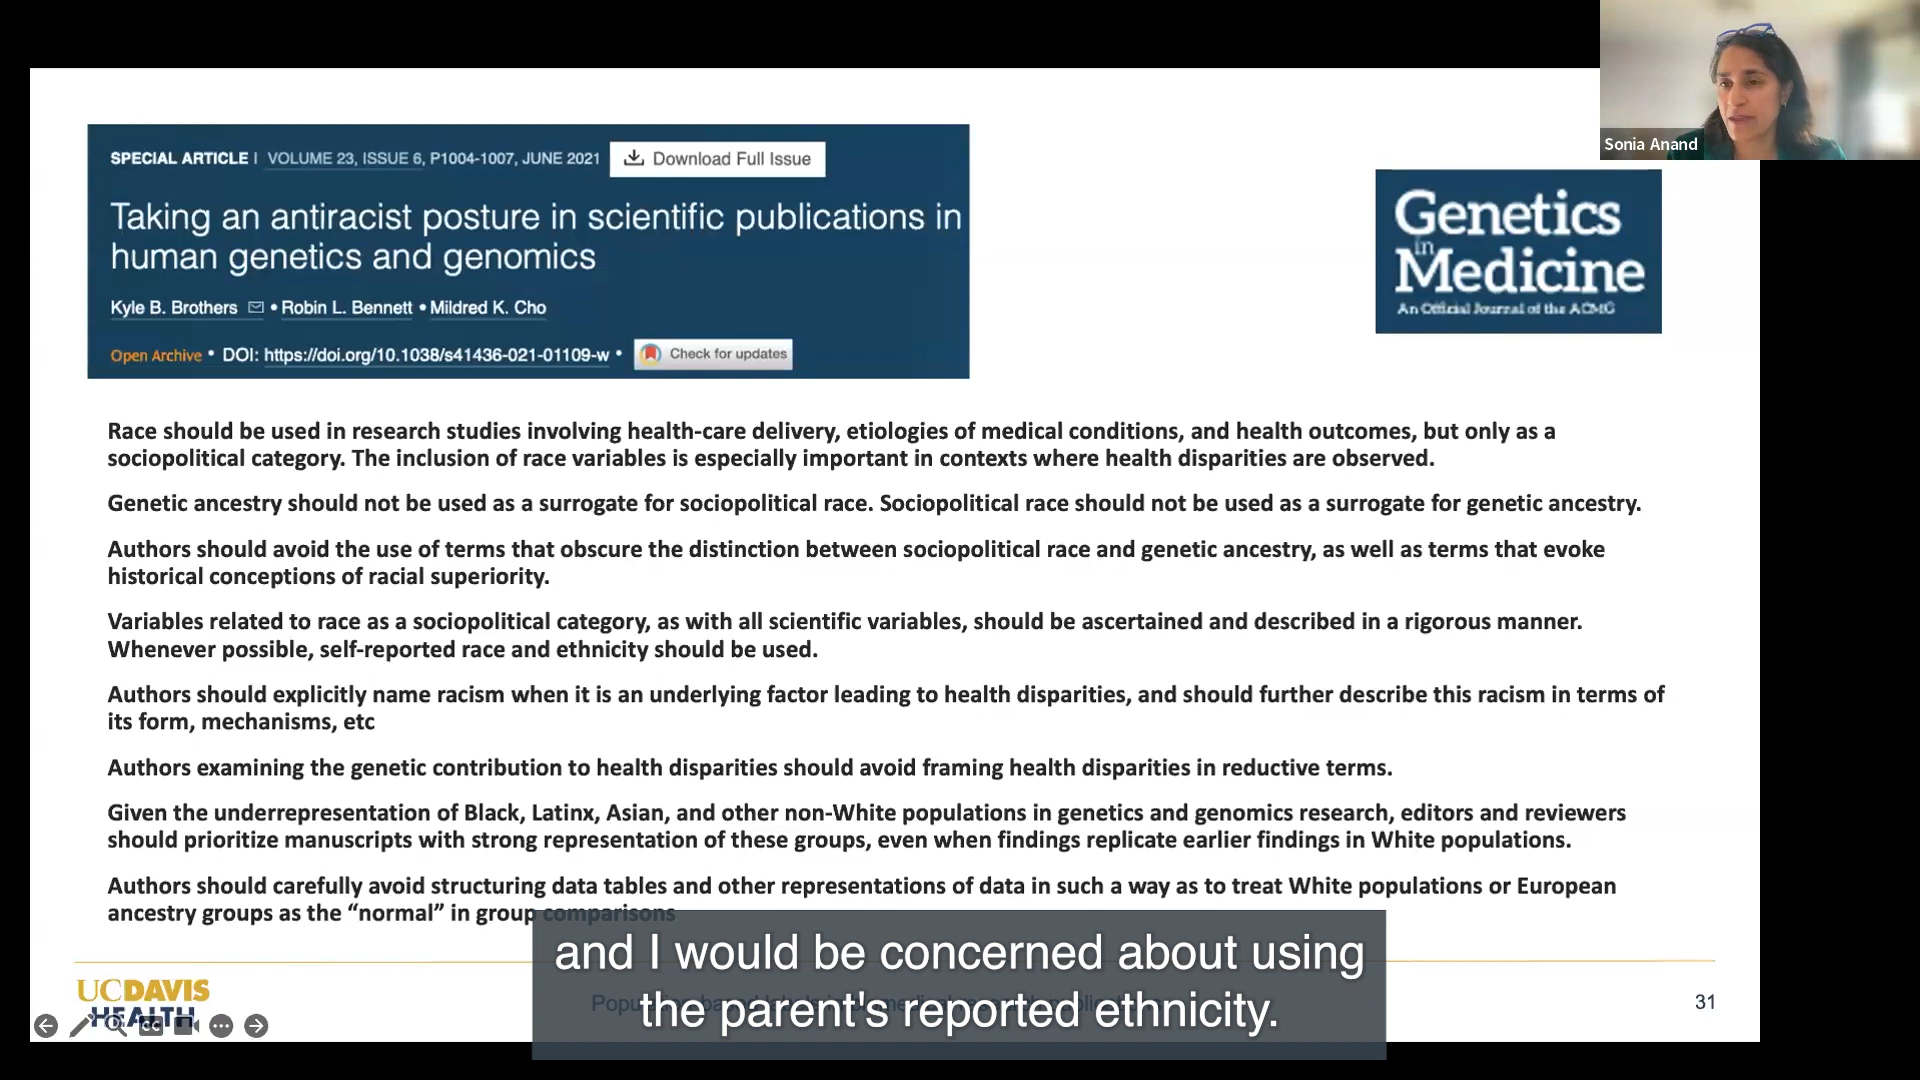 Sonia Anand
SPECIAL ARTICLE | VOLUME 23, ISSUE 6, P1004-1007, JUNE 2021 Download Full Issue
Taking an antiracist posture in scientific publications in
human genetics and genomics
Kyle B. Brothers • Robin L. Bennett • Mildred K. Cho
Open Archive • DOI: https://doi.org/10.1038/s41436-021-01109-w • Check for updates
Genetics
in
Medicine
An Official Journal of the ACMG
Race should be used in research studies involving health-care delivery, etiologies of medical conditions, and health outcomes, but only as a
sociopolitical category. The inclusion of race variables is especially important in contexts where health disparities are observed.
Genetic ancestry should not be used as a surrogate for sociopolitical race. Sociopolitical race should not be used as a surrogate for genetic ancestry.
Authors should avoid the use of terms that obscure the distinction between sociopolitical race and genetic ancestry, as well as terms that evoke
historical conceptions of racial superiority.
Variables related to race as a sociopolitical category, as with all scientific variables, should be ascertained and described in a rigorous manner.
Whenever possible, self-reported race and ethnicity should be used.
Authors should explicitly name racism when it is an underlying factor leading to health disparities, and should further describe this racism in terms of
its form, mechanisms, etc
Authors examining the genetic contribution to health disparities should avoid framing health disparities in reductive terms.
Given the underrepresentation of Black, Latinx, Asian, and other non-White populations in genetics and genomics research, editors and reviewers
should prioritize manuscripts with strong representation of these groups, even when findings replicate earlier findings in White populations.
Authors should carefully avoid structuring data tables and other representations of data in such a way as to treat White populations or European
ancestry groups as the “normal” in group comparisons
and I would be concerned about using
the parent's reported ethnicity.
UCDAVIS
HEALTH
31